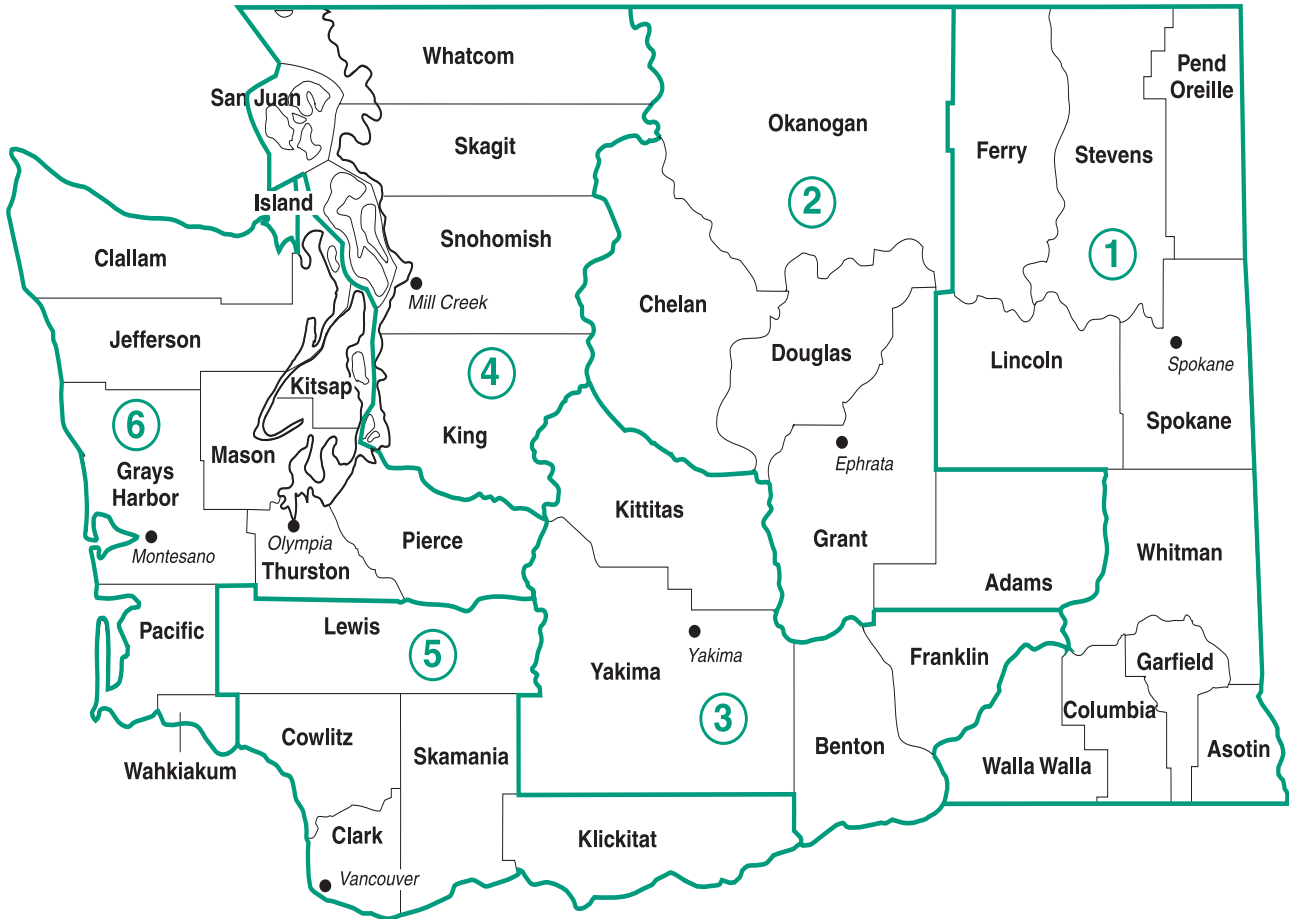 Whatcom
San Juan
Skagit
Okanogan
Ferry
Stevens
Pend
Oreille
Island
2
1
Clallam
Snohomish
Mill Creek
Chelan
Jefferson
Douglas
Lincoln
Spokane
4
Kitsap
6
King
Spokane
Mason
Ephrata
Grays
Harbor
Kittitas
Pierce
Grant
Whitman
Montesano
Olympia
Thurston
Adams
Pacific
Lewis
5
Yakima
Yakima
Franklin
Garfield
3
Columbia
Cowlitz
Skamania
Benton
Asotin
Wahkiakum
Walla Walla
Clark
Klickitat
Vancouver